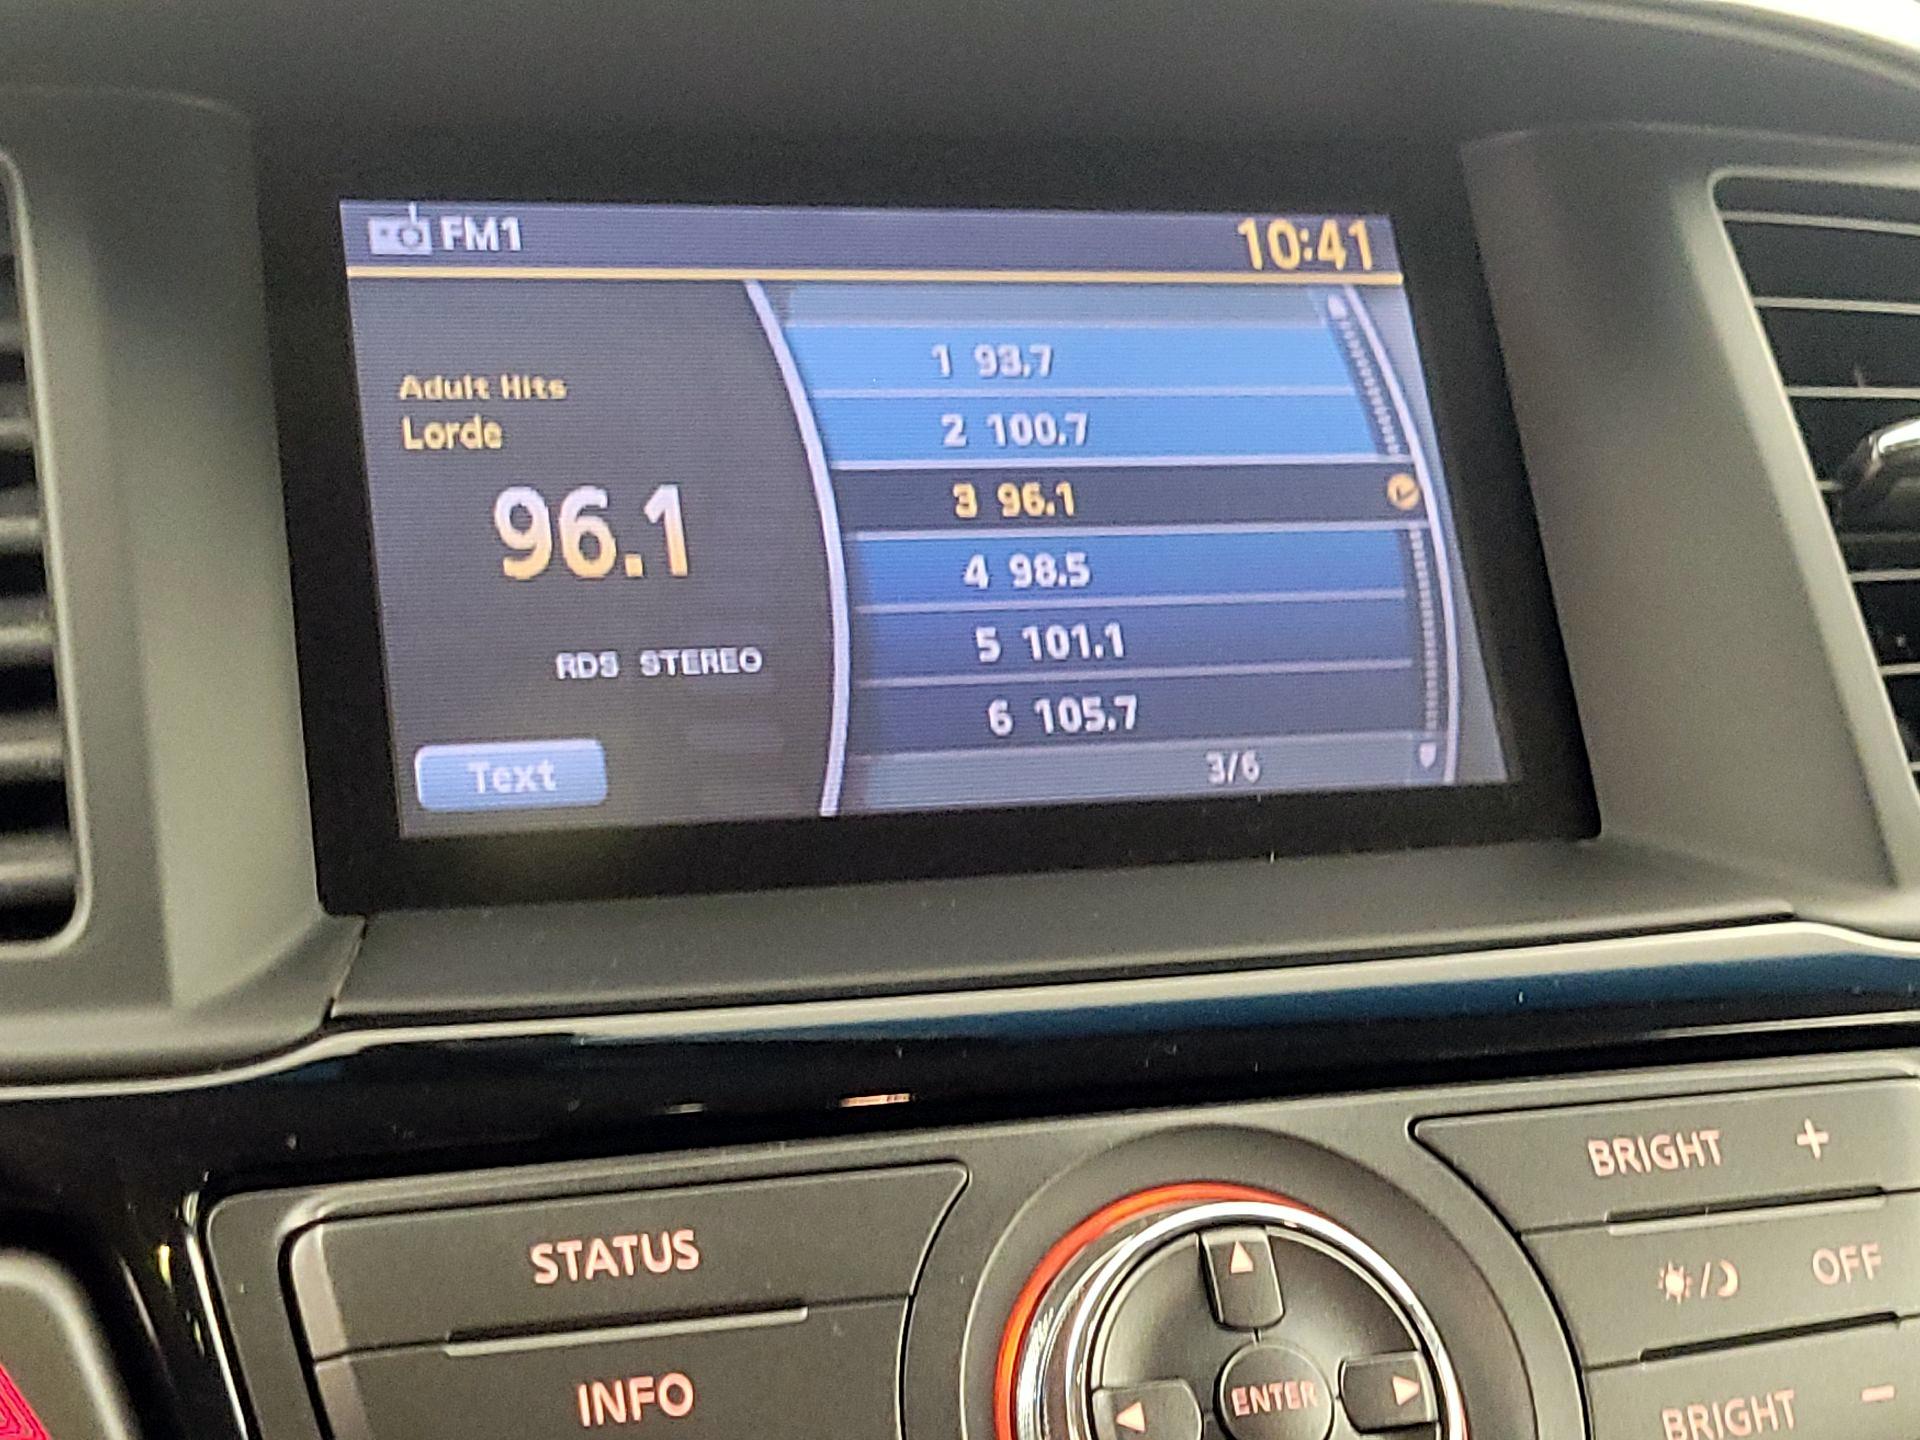 FM1
10:41
Adult Hits
Lorde
96.1
RDS STEREO
Text
1 93.7
2 100.7
3 96.1
4 98.5
5 101.1
6 105.7
3/6
STATUS
INFO
ENTER
BRIGHT +
/ OFF
BRIGHT -